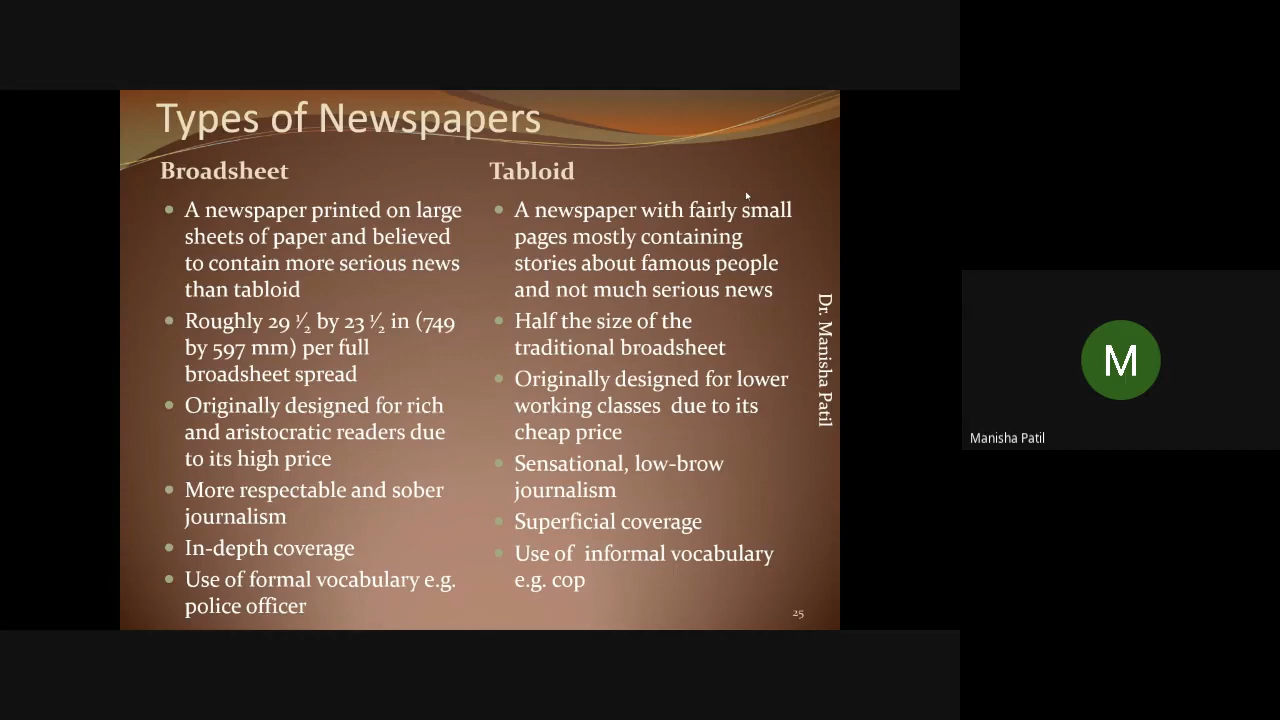 Types of Newspapers
Broadsheet
A newspaper printed on large
sheets of paper and believed
to contain more serious news
than tabloid
Roughly 29 ½ by 23 ½ in (749
by 597 mm) per full
broadsheet spread
Originally designed for rich
and aristocratic readers due
to its high price
More respectable and sober
journalism
In-depth coverage
Use of formal vocabulary e.g.
police officer
Tabloid
A newspaper with fairly small
pages mostly containing
stories about famous people
and not much serious news
Half the size of the
traditional broadsheet
Originally designed for lower
working classes due to its
cheap price
Sensational, low-brow
journalism
Superficial coverage
Use of informal vocabulary
e.g. cop
Dr. Manisha Patil
25
M
Manisha Patil